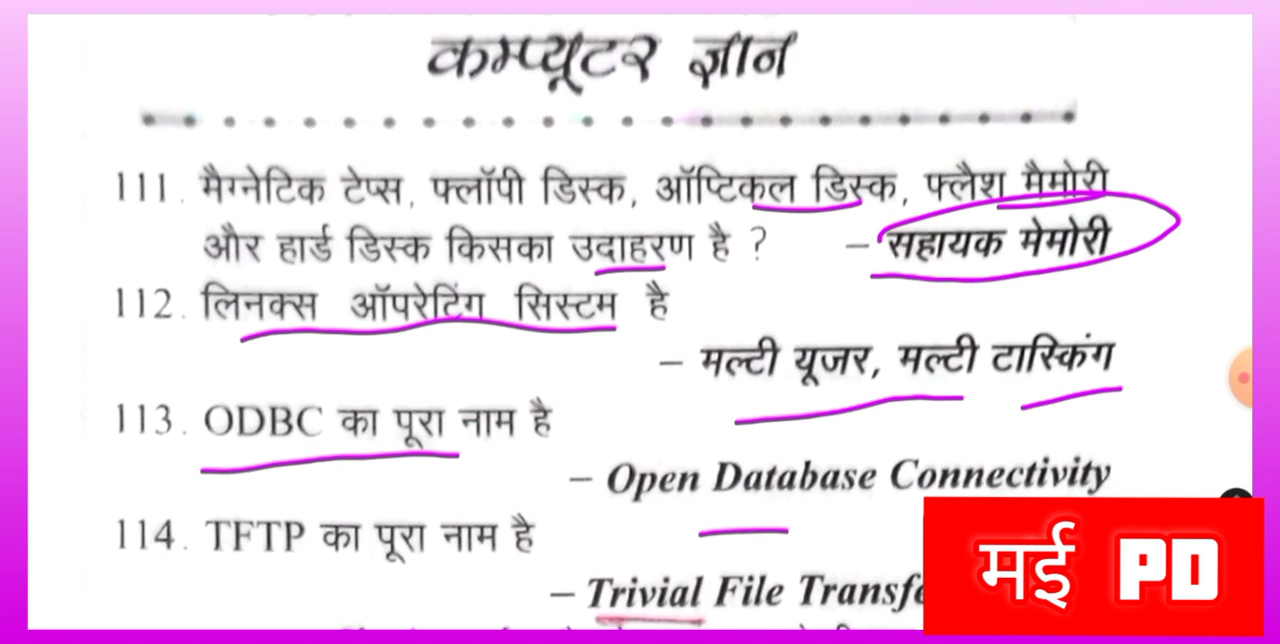 कम्प्यूटर ज्ञान
111. मैग्नेटिक टेप्स, फ्लॉपी डिस्क, ऑप्टिकल डिस्क, फ्लैश मैमोरी
और हार्ड डिस्क किसका उदाहरण है ? – सहायक मेमोरी
112. लिनक्स ऑपरेटिंग सिस्टम है
– मल्टी यूजर, मल्टी टास्किंग
113. ODBC का पूरा नाम है
– Open Database Connectivity
114. TFTP का पूरा नाम है
– Trivial File
मई PD